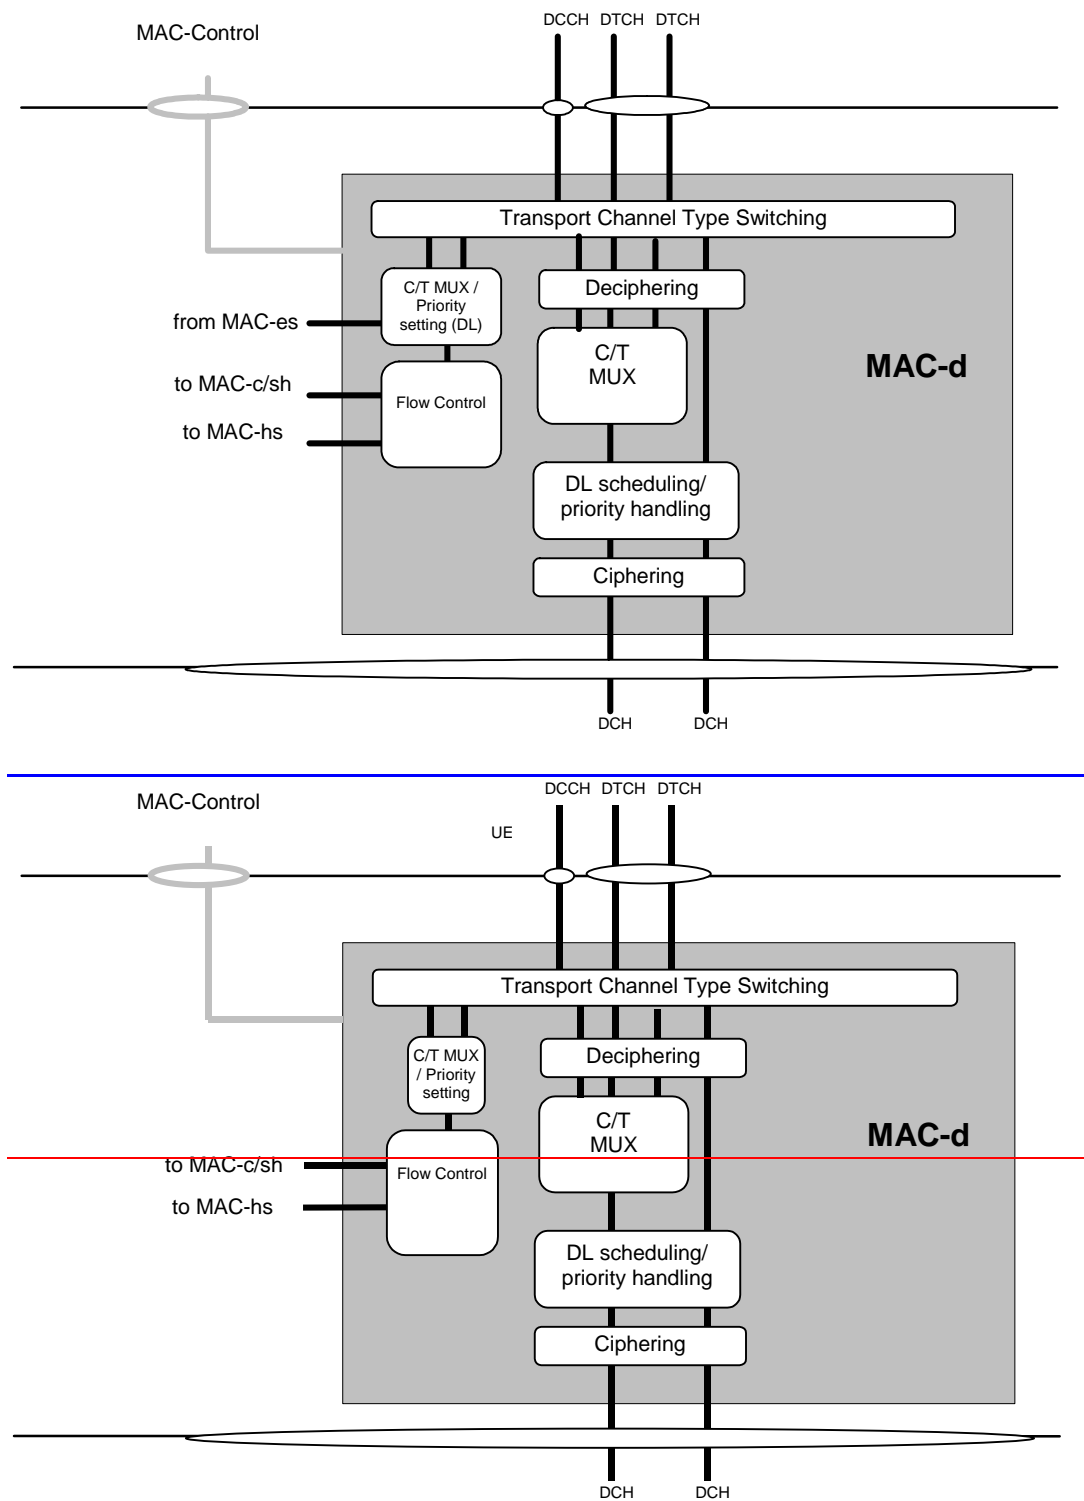 DCCH DTCH DTCH
MAC-Control
Transport Channel Type Switching
C/T MUX /
Priority
setting (DL)
Deciphering
from MAC-es
C/T
MUX
MAC-d
to MAC-c/sh
Flow Control
to MAC-hs
DL scheduling/
priority handling
Ciphering
DCH DCH
DCCH DTCH DTCH
MAC-Control
UE
Transport Channel Type Switching
C/T MUX
/ Priority
setting
Deciphering
C/T
MUX
MAC-d
to MAC-c/sh
Flow Control
to MAC-hs
DL scheduling/
priority handling
Ciphering
DCH DCH